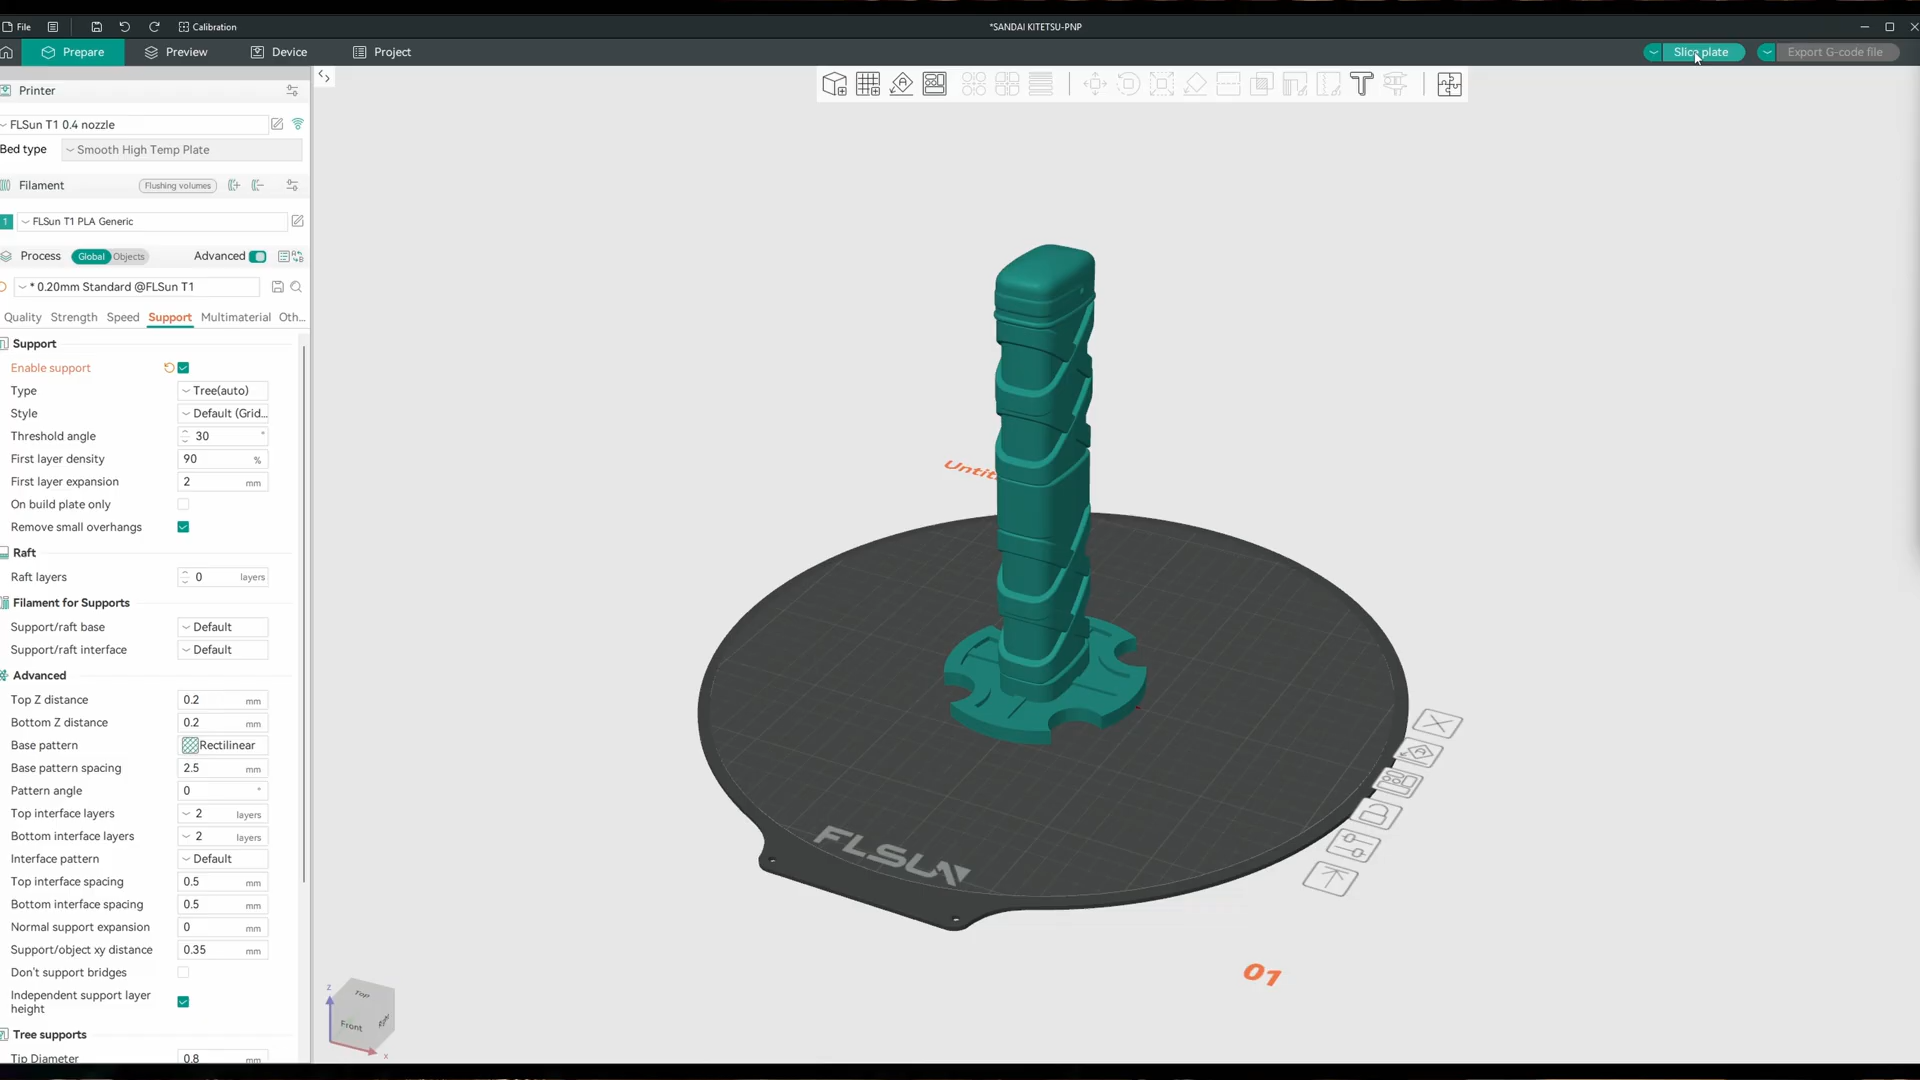 File
Calibration
*SANDAI KITETSU-PNP
Prepare
Preview
Device
Project
Slice plate
Export G-code file
Printer
FLSun T1 0.4 nozzle
Bed type
Smooth High Temp Plate
Filament
Flushing volumes
1
FLSun T1 PLA Generic
Process
Global
Objects
Advanced
* 0.20mm Standard @FLSun T1
Quality
Strength
Speed
Support
Multimaterial
Oth...
Support
Enable support
Type
Tree(auto)
Style
Default (Grid...
Threshold angle
30 °
First layer density
90 %
First layer expansion
2 mm
On build plate only
Remove small overhangs
Raft
Raft layers
0 layers
Filament for Supports
Support/raft base
Default
Support/raft interface
Default
Advanced
Top Z distance
0.2 mm
Bottom Z distance
0.2 mm
Base pattern
Rectilinear
Base pattern spacing
2.5 mm
Pattern angle
0 °
Top interface layers
2 layers
Bottom interface layers
2 layers
Interface pattern
Default
Top interface spacing
0.5 mm
Bottom interface spacing
0.5 mm
Normal support expansion
0 mm
Support/object xy distance
0.35 mm
Don't support bridges
Independent support layer
height
Tree supports
Tip Diameter
0.8 mm
Untit
FLSUN
01
Top
Front
Right
z
x